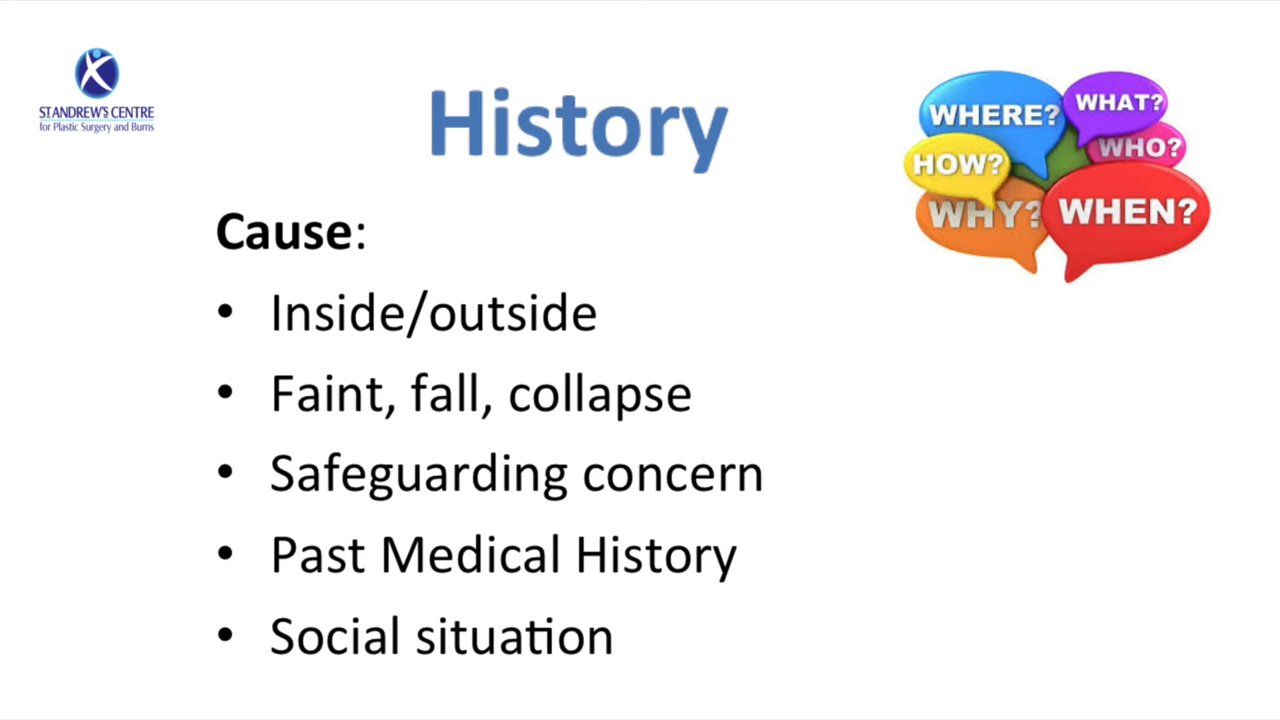 ST ANDREW'S CENTRE
for Plastic Surgery and Burns
History
WHERE?
WHAT?
HOW?
WHO?
WHY?
WHEN?
Cause:
• Inside/outside
• Faint, fall, collapse
• Safeguarding concern
• Past Medical History
• Social situation